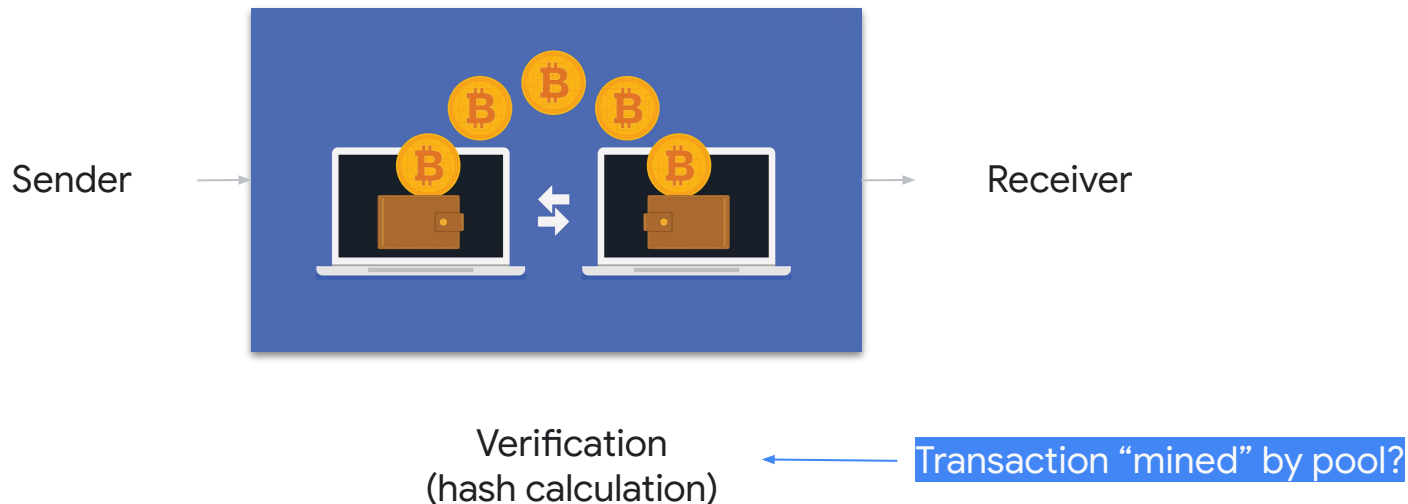 Sender
Receiver
Verification
(hash calculation)
Transaction “mined” by pool?